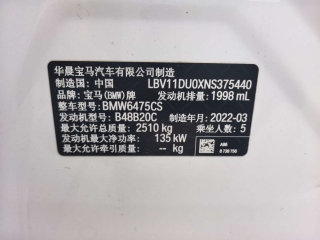 华晨宝马汽车有限公司制造
制造国：中国 LBV11DU0XNS375440
品牌：宝马(BMW)牌 发动机排量：1998 mL
整车型号：BMW6475CS
发动机型号：B48B20C 制造年月：2022-03
最大允许总质量：2510 kg 乘坐人数：5
发动机最大净功率：135 kW
最大允许牵引质量：-- kg